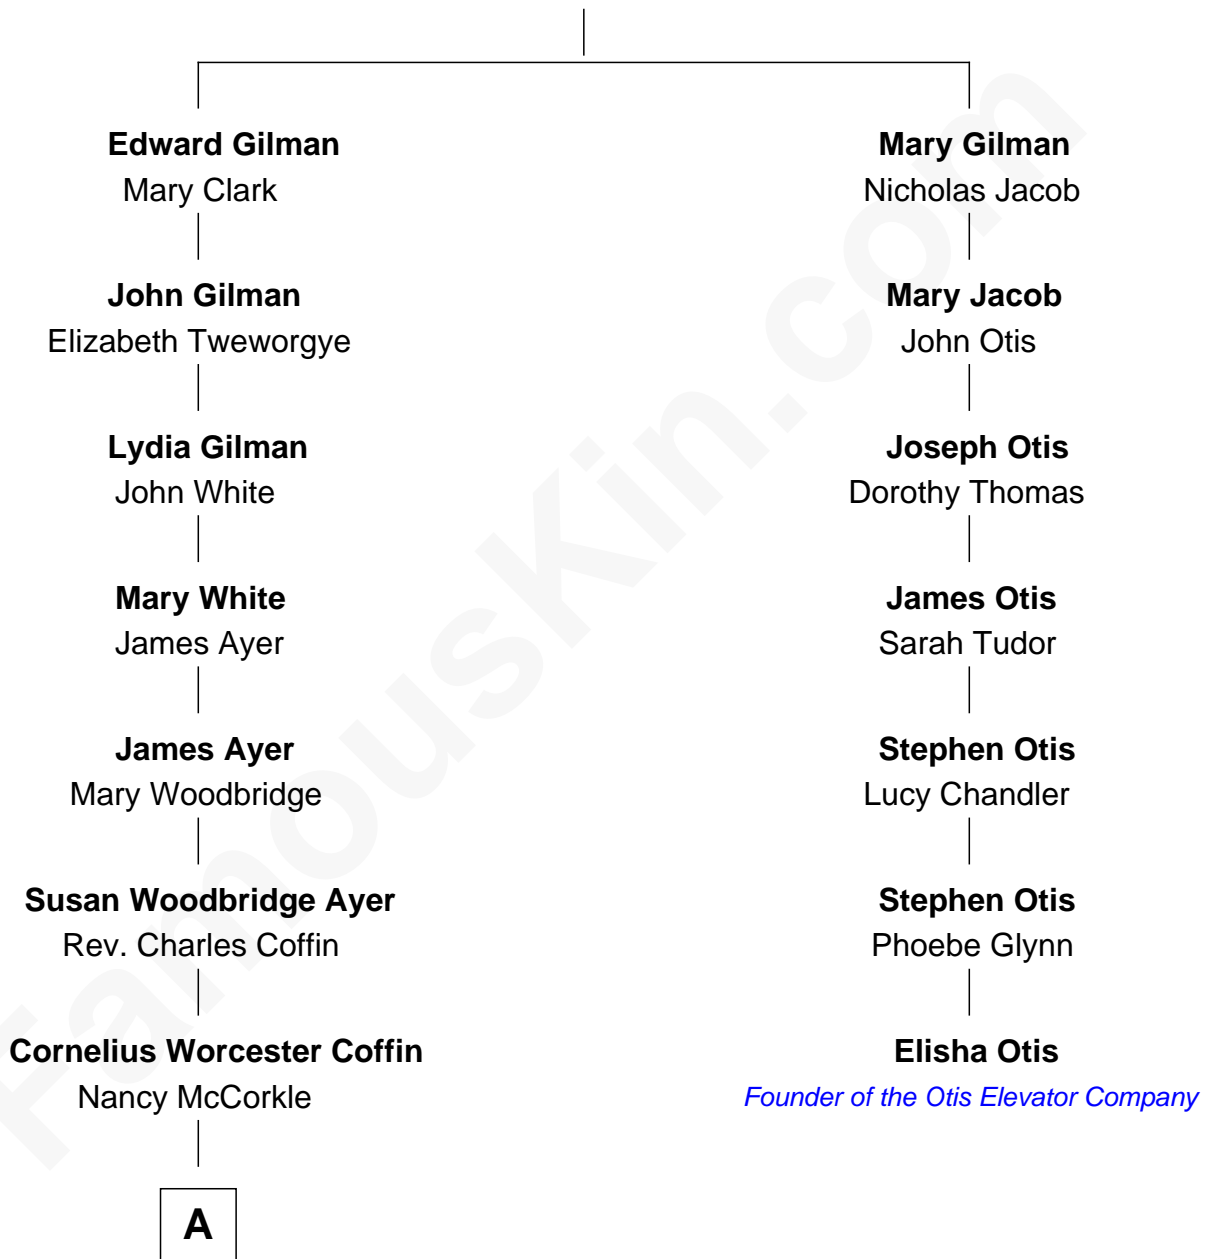 Edward Gilman
Mary Clark
John Gilman
Elizabeth Tweworgye
Lydia Gilman
John White
Mary White
James Ayer
James Ayer
Mary Woodbridge
Susan Woodbridge Ayer
Rev. Charles Coffin
Cornelius Worcester Coffin
Nancy McCorkle
A
Mary Gilman
Nicholas Jacob
Mary Jacob
John Otis
Joseph Otis
Dorothy Thomas
James Otis
Sarah Tudor
Stephen Otis
Lucy Chandler
Stephen Otis
Phoebe Glynn
Elisha Otis
Founder of the Otis Elevator Company
FamousKin.com